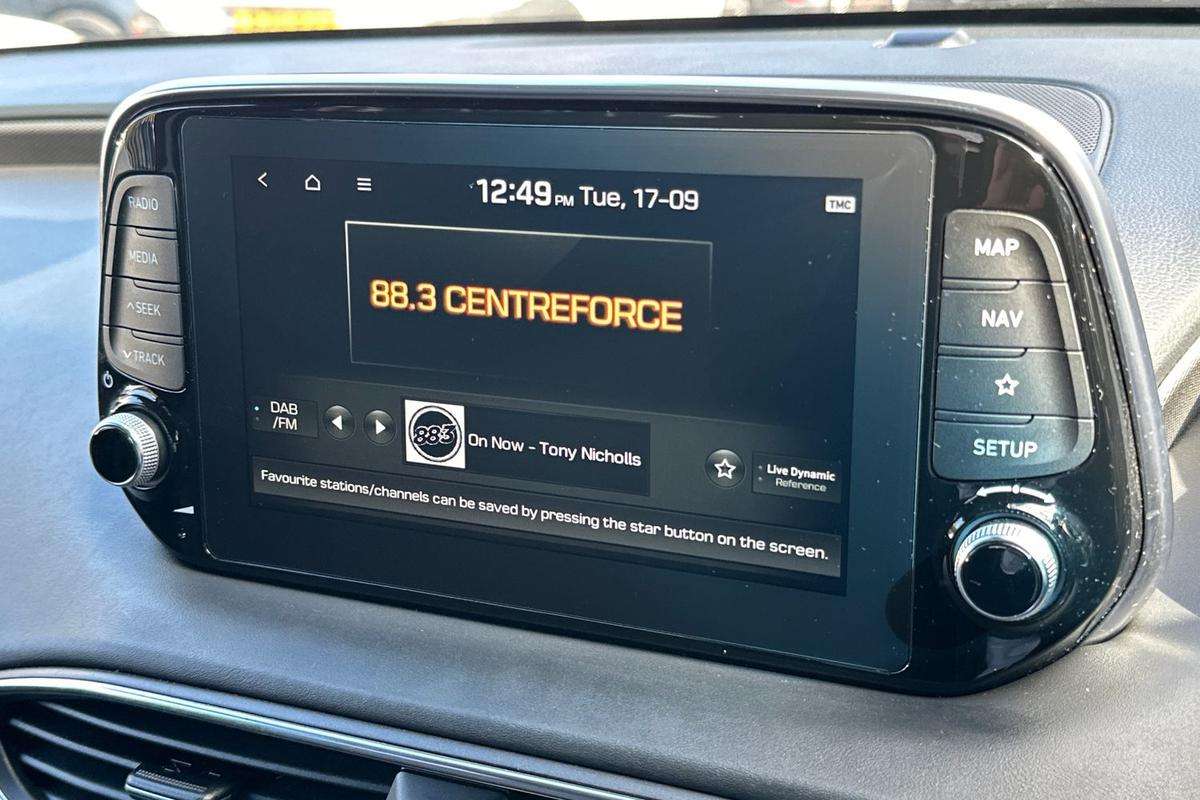 12:49 PM Tue, 17-09
TMC
RADIO
MEDIA
SEEK
TRACK
88.3 CENTREFORCE
DAB
/FM
883
On Now - Tony Nicholls
Live Dynamic
Reference
Favourite stations/channels can be saved by pressing the star button on the screen.
MAP
NAV
SETUP